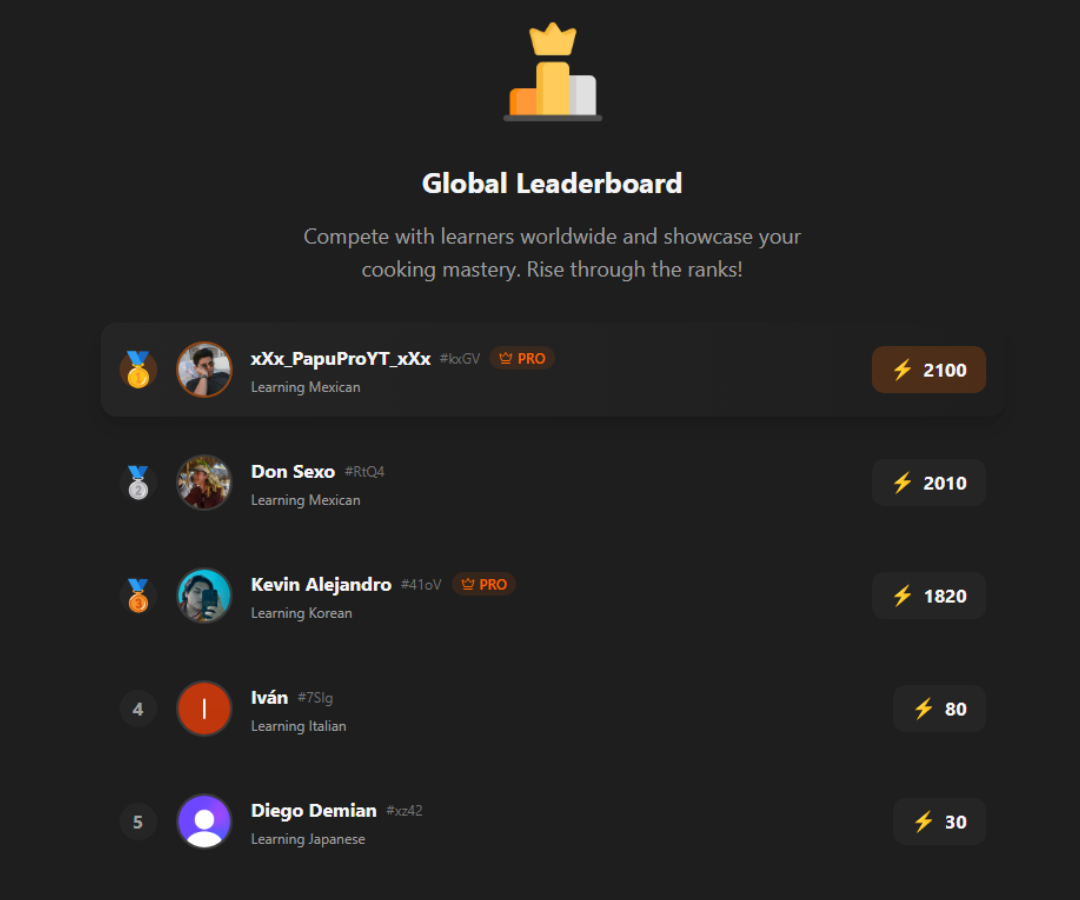 Global Leaderboard
Compete with learners worldwide and showcase your
cooking mastery. Rise through the ranks!
1 xXx_PapuProYT_xXx #kxGV PRO
Learning Mexican
2100
2 Don Sexo #RtQ4
Learning Mexican
2010
3 Kevin Alejandro #41oV PRO
Learning Korean
1820
4 I Iván #7SIg
Learning Italian
80
5 Diego Demian #xz42
Learning Japanese
30